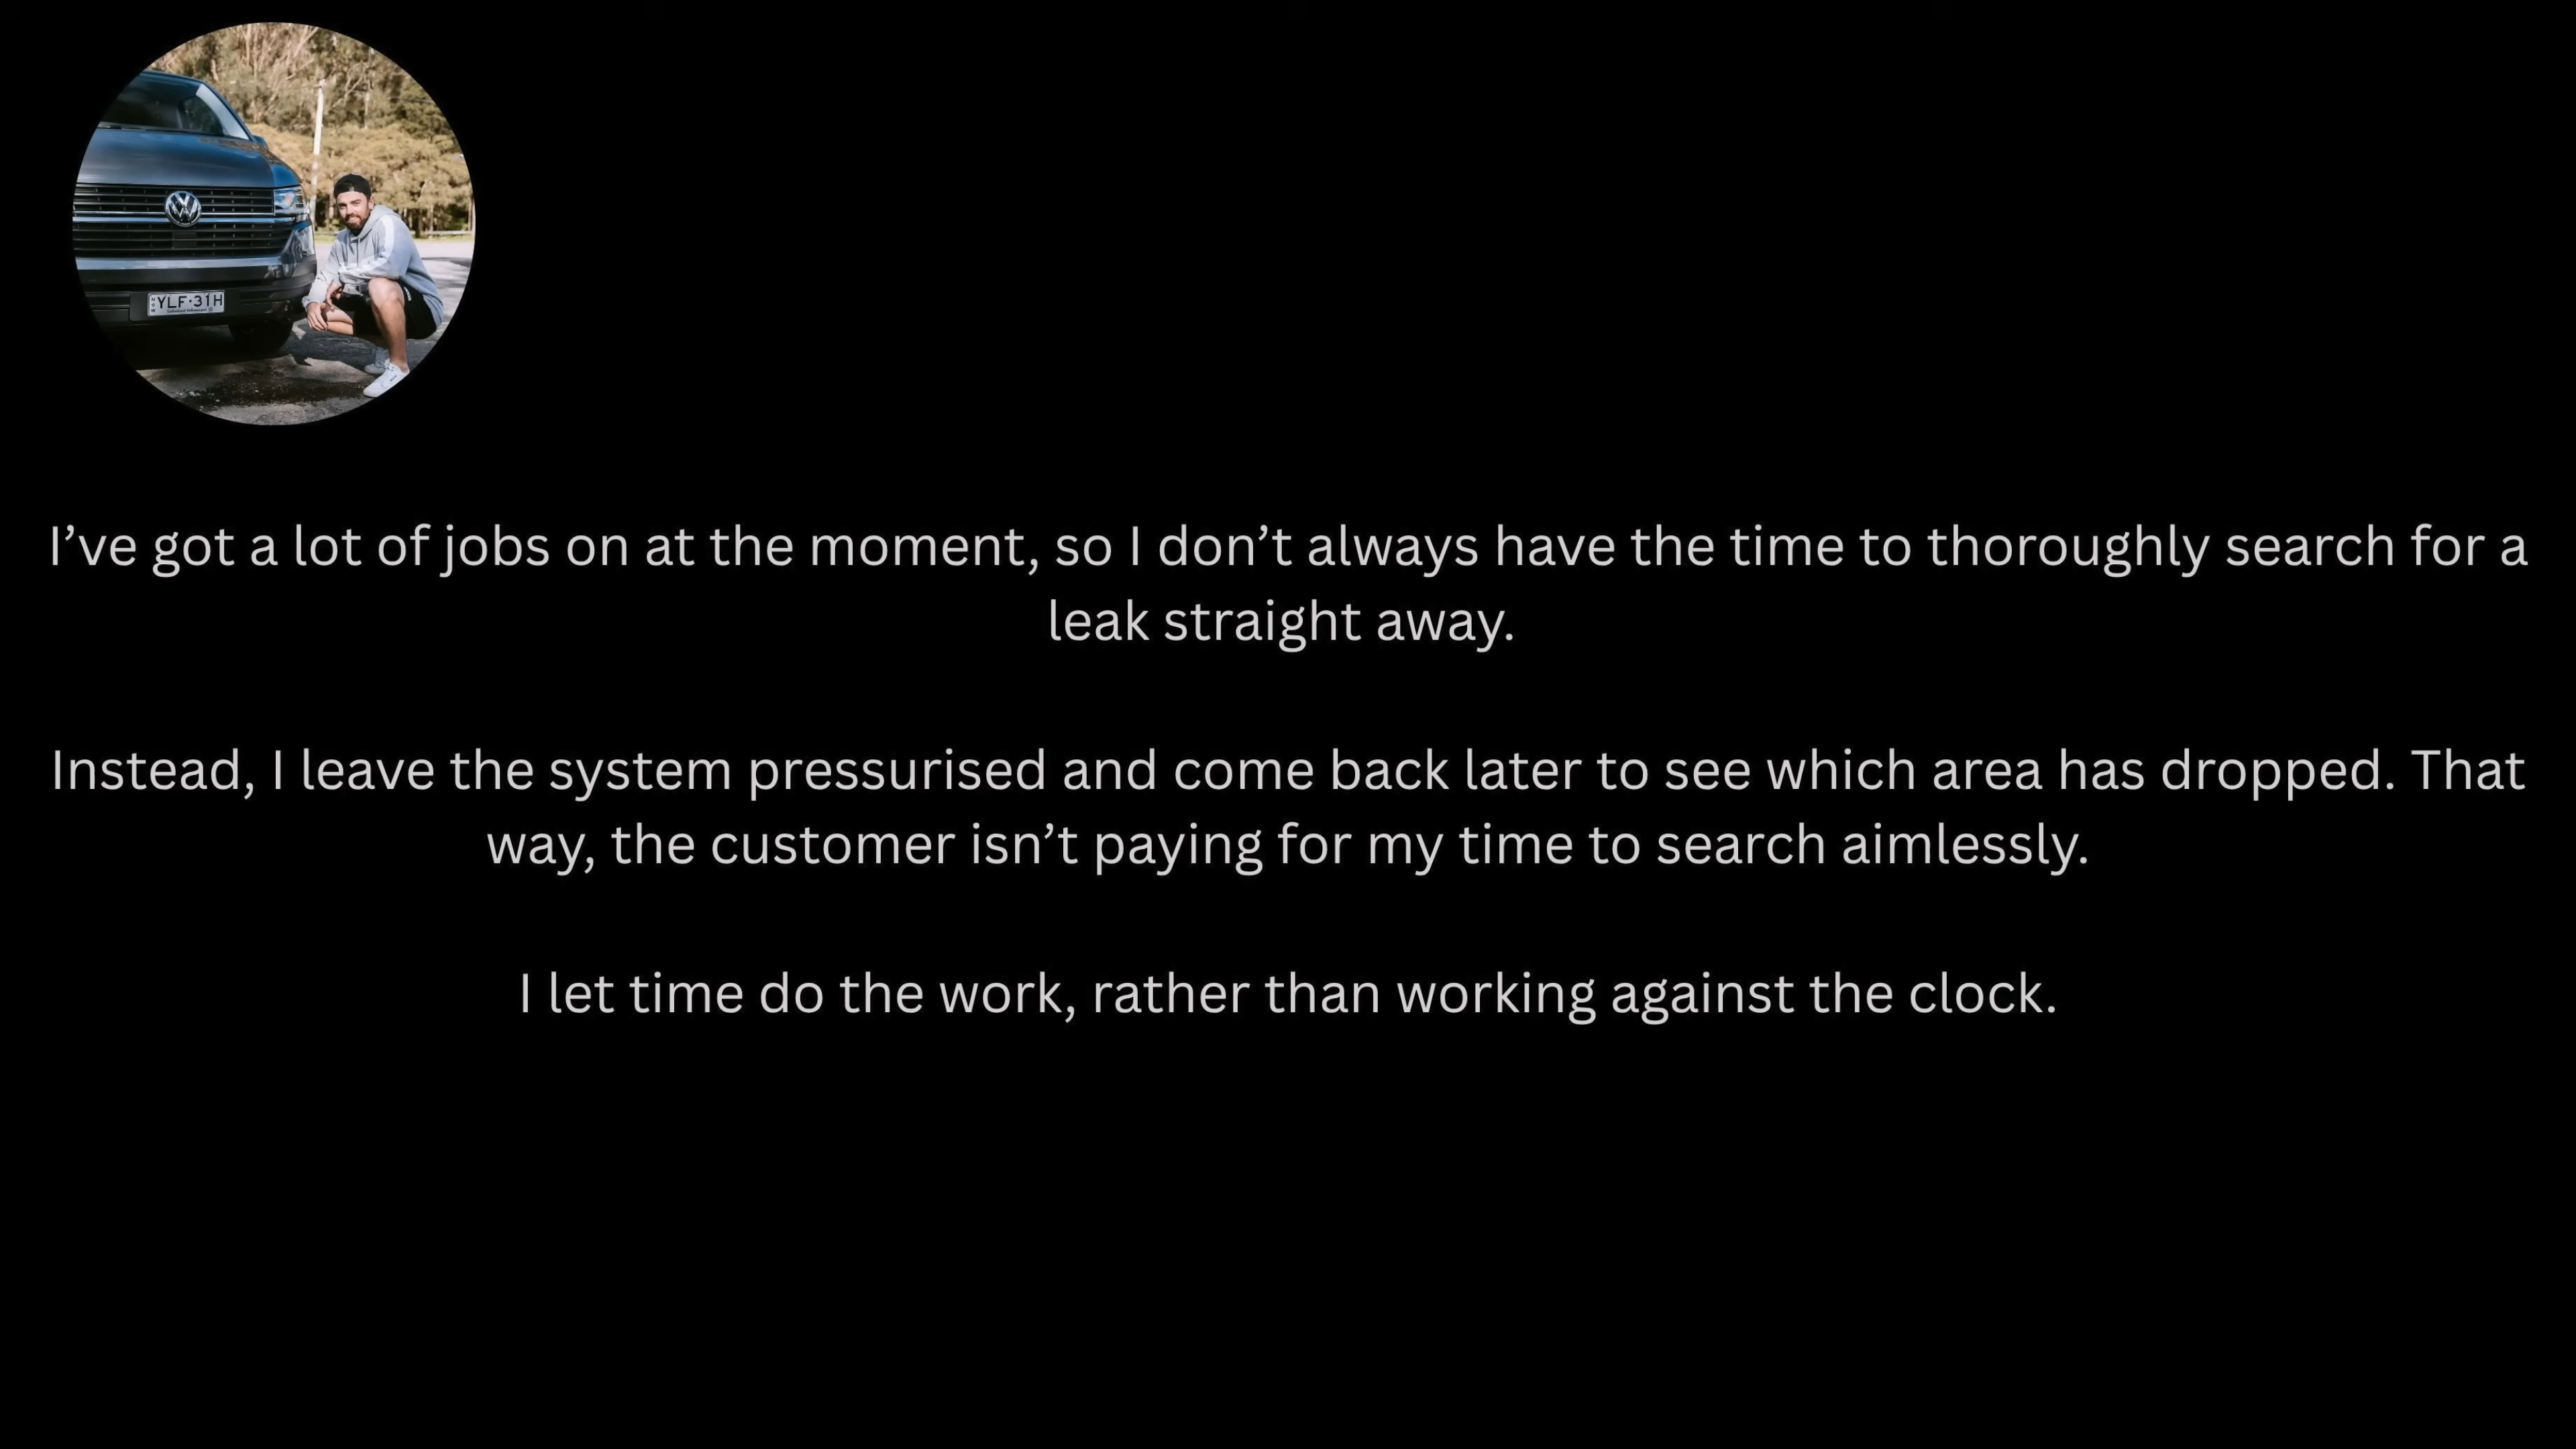 YLF·31H
I’ve got a lot of jobs on at the moment, so I don’t always have the time to thoroughly search for a
leak straight away.
Instead, I leave the system pressurised and come back later to see which area has dropped. That
way, the customer isn’t paying for my time to search aimlessly.
I let time do the work, rather than working against the clock.